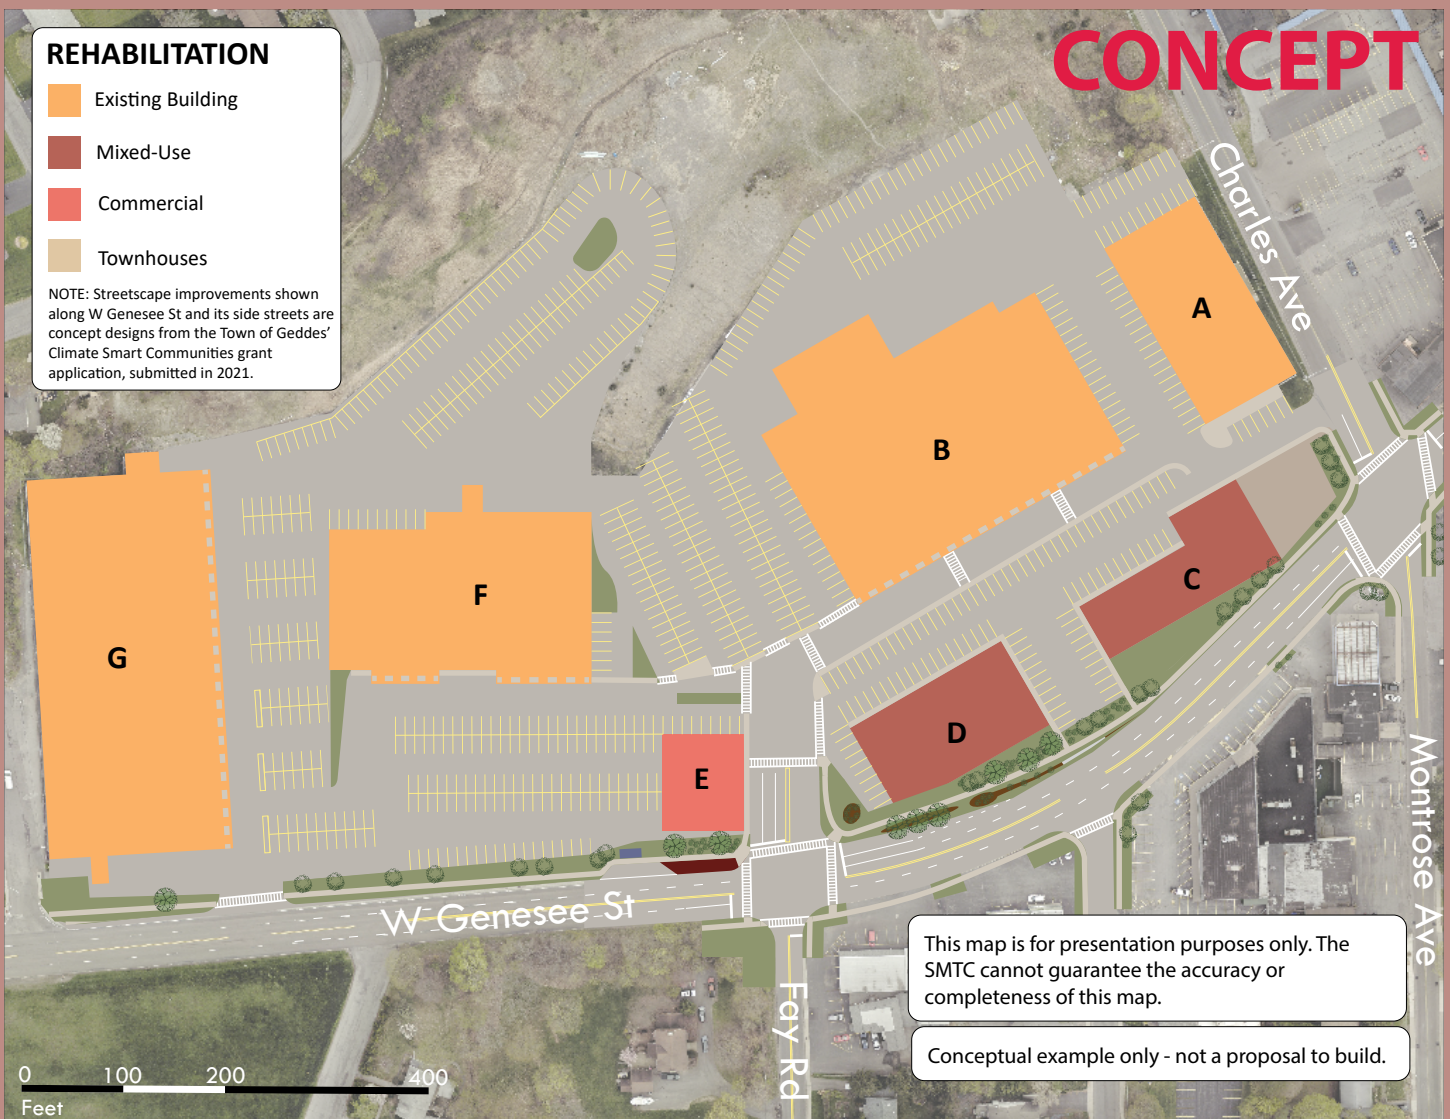 REHABILITATION
Existing Building
Mixed-Use
Commercial
Townhouses
NOTE: Streetscape improvements shown
along W Genesee St and its side streets are
concept designs from the Town of Geddes'
Climate Smart Communities grant
application, submitted in 2021.
CONCEPT
Charles Ave
A
B
C
D
E
F
G
W Genesee St
Fay Rd
Montrose Ave
This map is for presentation purposes only. The
SMTC cannot guarantee the accuracy or
completeness of this map.
Conceptual example only - not a proposal to build.
0 100 200 400
Feet